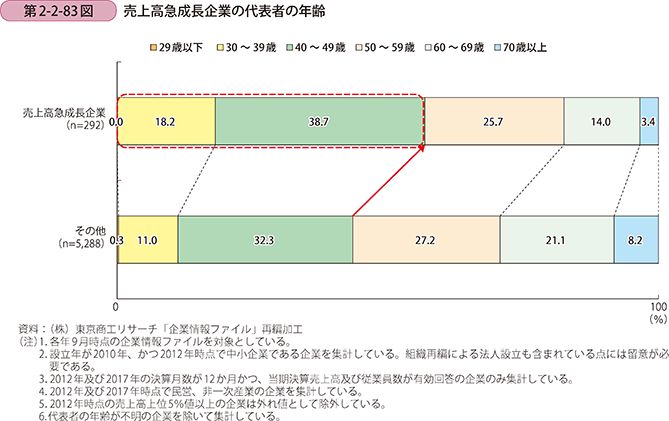 第2-2-83図 売上高急成長企業の代表者の年齢
29歳以下 30～39歳 40～49歳 50～59歳 60～69歳 70歳以上
売上高急成長企業
(n=292)
0.0 18.2 38.7 25.7 14.0 3.4
その他
(n=5,288)
0.3 11.0 32.3 27.2 21.1 8.2
0 100
(%)
資料：（株）東京商工リサーチ「企業情報ファイル」再編加工
（注）1. 各年9月時点の企業情報ファイルを対象としている。
2. 設立年が2010年、かつ2012年時点で中小企業である企業を集計している。組織再編による法人設立も含まれている点には留意が必
要である。
3. 2012年及び2017年の決算月数が12か月かつ、当期決算売上高及び従業員数が有効回答の企業のみ集計している。
4. 2012年及び2017年時点で民営、非一次産業の企業を集計している。
5. 2012年時点の売上高上位5%値以上の企業は外れ値として除外している。
6. 代表者の年齢が不明の企業を除いて集計している。